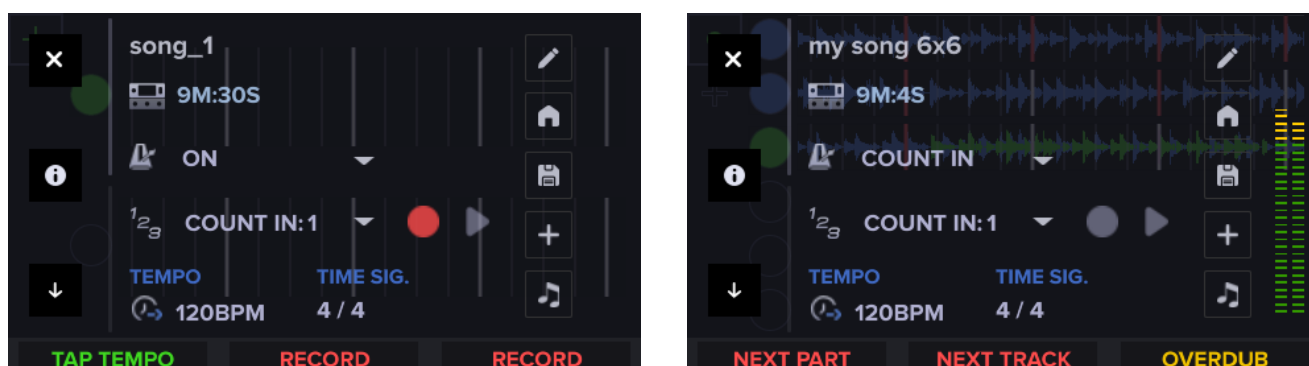 song_1
9M:30S
ON
123 COUNT IN: 1
TEMPO TIME SIG.
120BPM 4 / 4
TAP TEMPO RECORD RECORD
my song 6x6
9M:4S
COUNT IN
123 COUNT IN: 1
TEMPO TIME SIG.
120BPM 4 / 4
NEXT PART NEXT TRACK OVERDUB